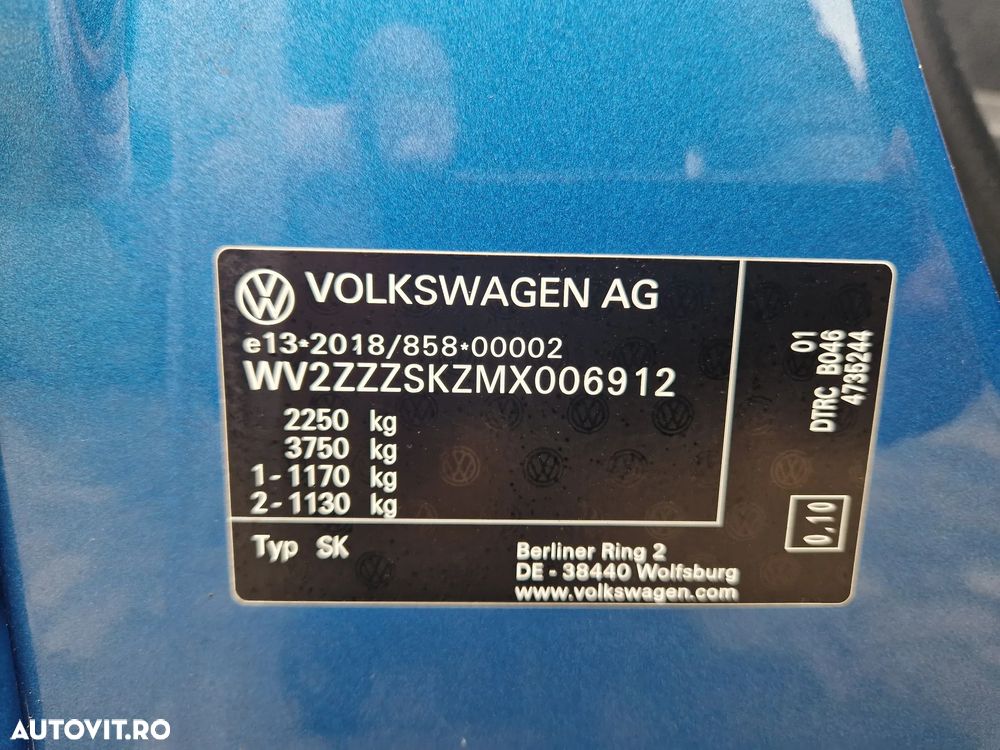 VOLKSWAGEN AG
e13*2018/858*00002
WV2ZZZSKZMX006912
2250 kg
3750 kg
1-1170 kg
2-1130 kg
Typ SK
Berliner Ring 2
DE - 38440 Wolfsburg
www.volkswagen.com
01
DTRC B046
4735244
0,10
AUTOVIT.RO